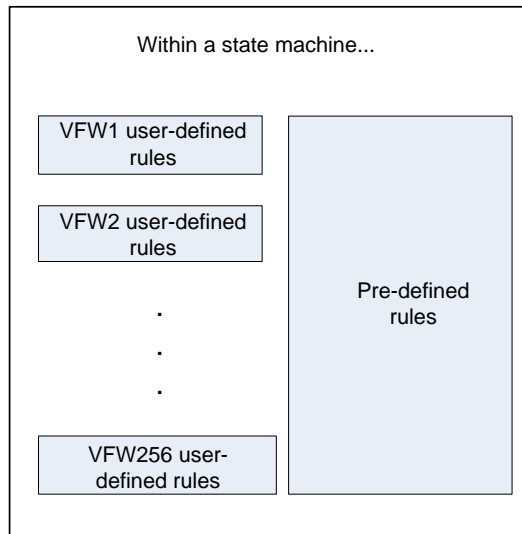 Within a state machine...
VFW1 user-defined
rules
VFW2 user-defined
rules
.
.
.
VFW256 user-
defined rules
Pre-defined
rules